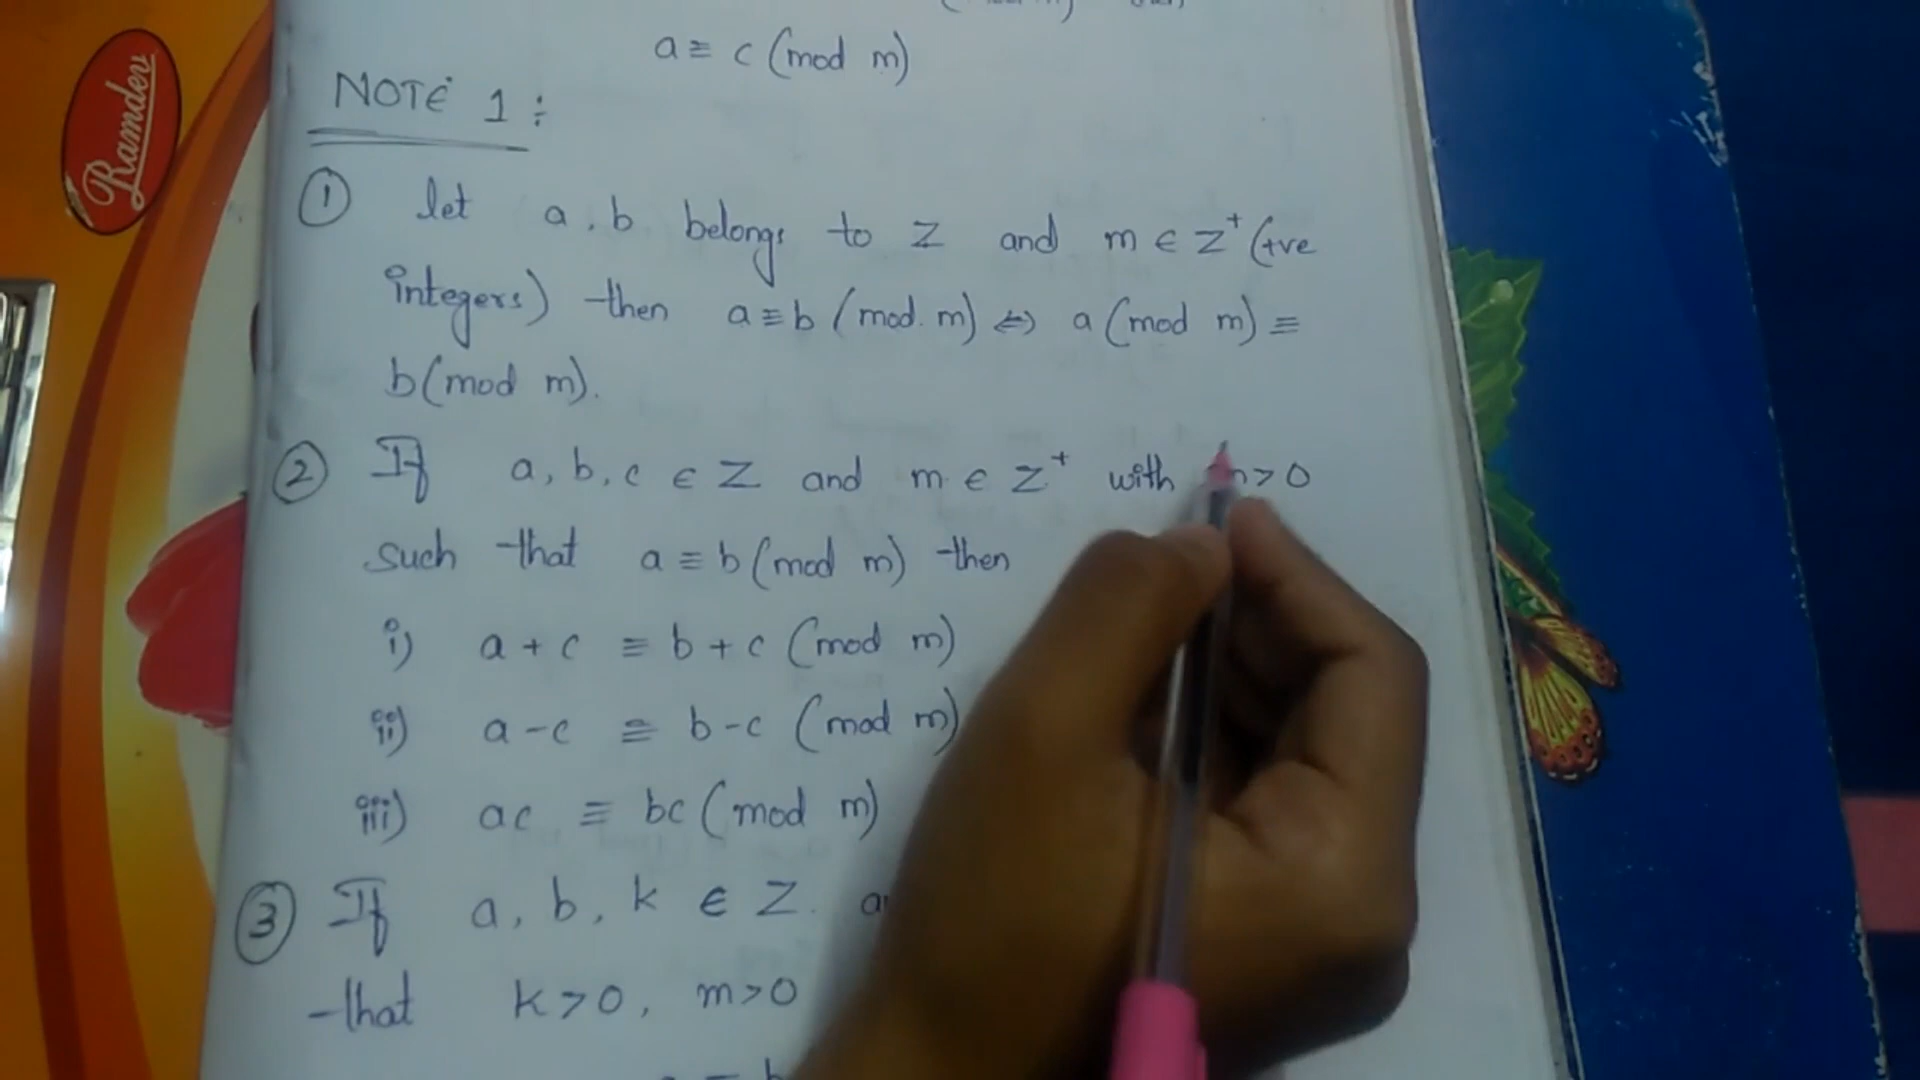 a ≡ c (mod m)
NOTE 1 :
① let a, b belongs to Z and m ∈ Z⁺ (+ve
integers) then a ≡ b (mod m) ⇔ a (mod m) ≡
b (mod m).
② If a, b, c ∈ Z and m ∈ Z⁺ with m > 0
such that a ≡ b (mod m) then
i) a + c ≡ b + c (mod m)
ii) a - c ≡ b - c (mod m)
iii) ac ≡ bc (mod m)
③ If a, b, k ∈ Z
that k > 0, m > 0
Ramdev